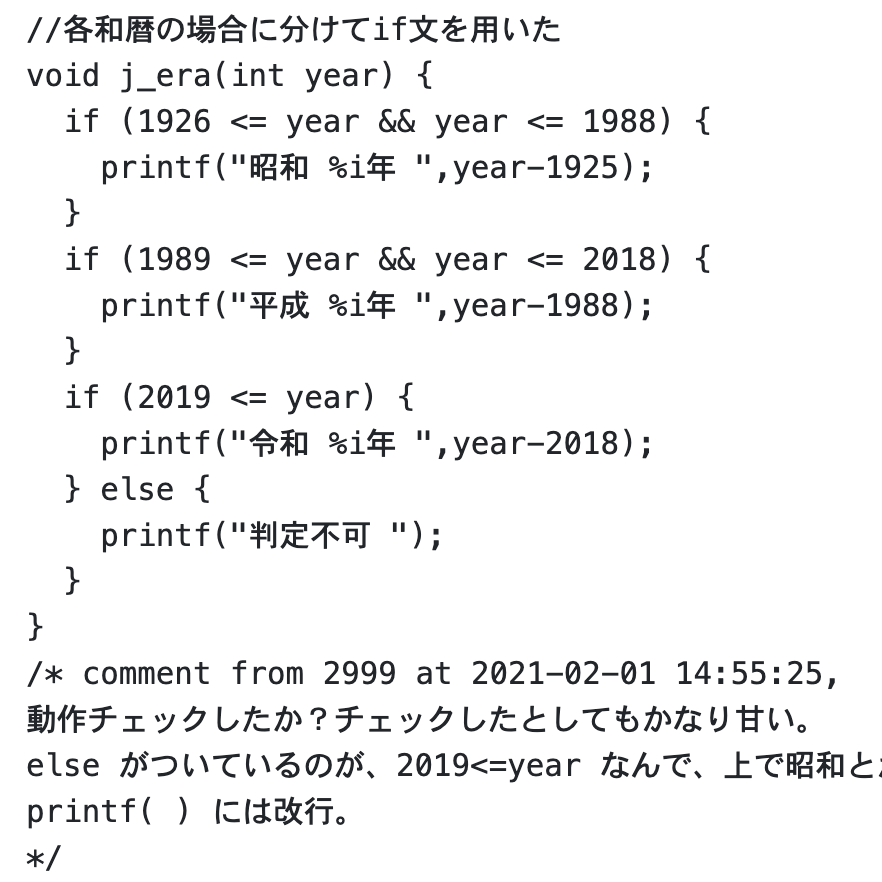 //各和暦の場合に分けてif文を用いた
void j_era(int year) {
  if (1926 <= year && year <= 1988) {
    printf("昭和 %i年 ",year-1925);
  }
  if (1989 <= year && year <= 2018) {
    printf("平成 %i年 ",year-1988);
  }
  if (2019 <= year) {
    printf("令和 %i年 ",year-2018);
  } else {
    printf("判定不可 ");
  }
}
/* comment from 2999 at 2021-02-01 14:55:25,
動作チェックしたか？チェックしたとしてもかなり甘い。
else がついているのが、2019<=year なんで、上で昭和と
printf( ) には改行。
*/